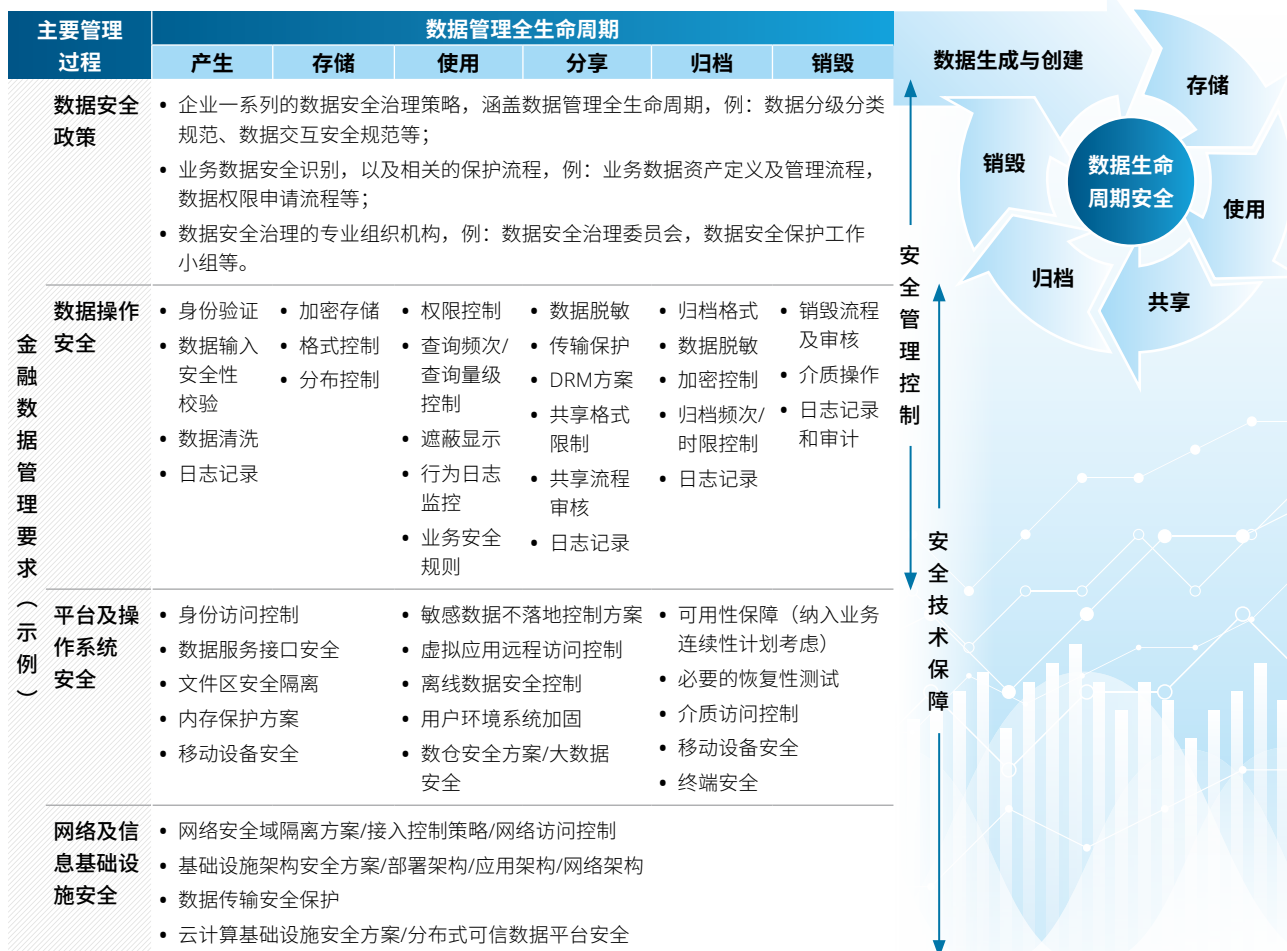 主要管理
过程
数据管理全生命周期
产生
存储
使用
分享
归档
销毁
金融数据管理要求（示例）
数据安全
政策
• 企业一系列的数据安全治理策略，涵盖数据管理全生命周期，例：数据分级分类
规范、数据交互安全规范等；
• 业务数据安全识别，以及相关的保护流程，例：业务数据资产定义及管理流程，
数据权限申请流程等；
• 数据安全治理的专业组织机构，例：数据安全治理委员会，数据安全保护工作
小组等。
数据操作
安全
• 身份验证
• 数据输入
安全性
校验
• 数据清洗
• 日志记录
• 加密存储
• 格式控制
• 分布控制
• 权限控制
• 查询频次/
查询量级
控制
• 遮蔽显示
• 行为日志
监控
• 业务安全
规则
• 数据脱敏
• 传输保护
• DRM方案
• 共享格式
限制
• 共享流程
审核
• 日志记录
• 归档格式
• 数据脱敏
• 加密控制
• 归档频次/
时限控制
• 日志记录
• 销毁流程
及审核
• 介质操作
• 日志记录
和审计
平台及操
作系统
安全
• 身份访问控制
• 数据服务接口安全
• 文件区安全隔离
• 内存保护方案
• 移动设备安全
• 敏感数据不落地控制方案
• 虚拟应用远程访问控制
• 离线数据安全控制
• 用户环境系统加固
• 数仓安全方案/大数据
安全
• 可用性保障（纳入业务
连续性计划考虑）
• 必要的恢复性测试
• 介质访问控制
• 移动设备安全
• 终端安全
网络及信
息基础设
施安全
• 网络安全域隔离方案/接入控制策略/网络访问控制
• 基础设施架构安全方案/部署架构/应用架构/网络架构
• 数据传输安全保护
• 云计算基础设施安全方案/分布式可信数据平台安全
安全管理控制
安全技术保障
数据生成与创建
存储
使用
共享
归档
销毁
数据生命
周期安全